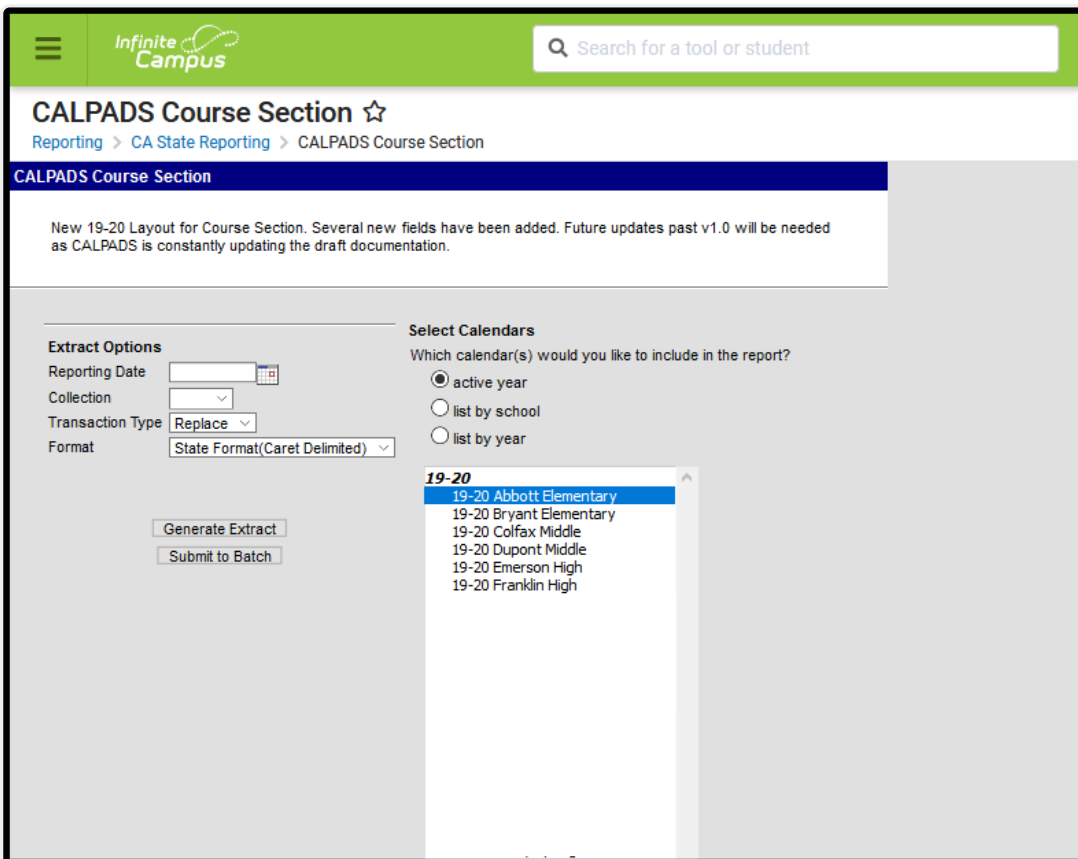 Infinite
Campus
Search for a tool or student
CALPADS Course Section
Reporting > CA State Reporting > CALPADS Course Section
CALPADS Course Section
New 19-20 Layout for Course Section. Several new fields have been added. Future updates past v1.0 will be needed
as CALPADS is constantly updating the draft documentation.
Extract Options
Reporting Date
Collection
Transaction Type Replace
Format State Format(Caret Delimited)
Generate Extract
Submit to Batch
Select Calendars
Which calendar(s) would you like to include in the report?
active year
list by school
list by year
19-20
19-20 Abbott Elementary
19-20 Bryant Elementary
19-20 Colfax Middle
19-20 Dupont Middle
19-20 Emerson High
19-20 Franklin High